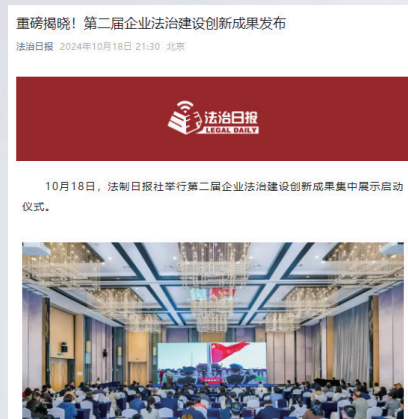 重磅揭晓！第二届企业法治建设创新成果发布
法治日报 2024年10月18日 21:30 北京
法治日报
LEGAL DAILY
10月18日，法制日报社举行第二届企业法治建设创新成果集中展示启动
仪式。